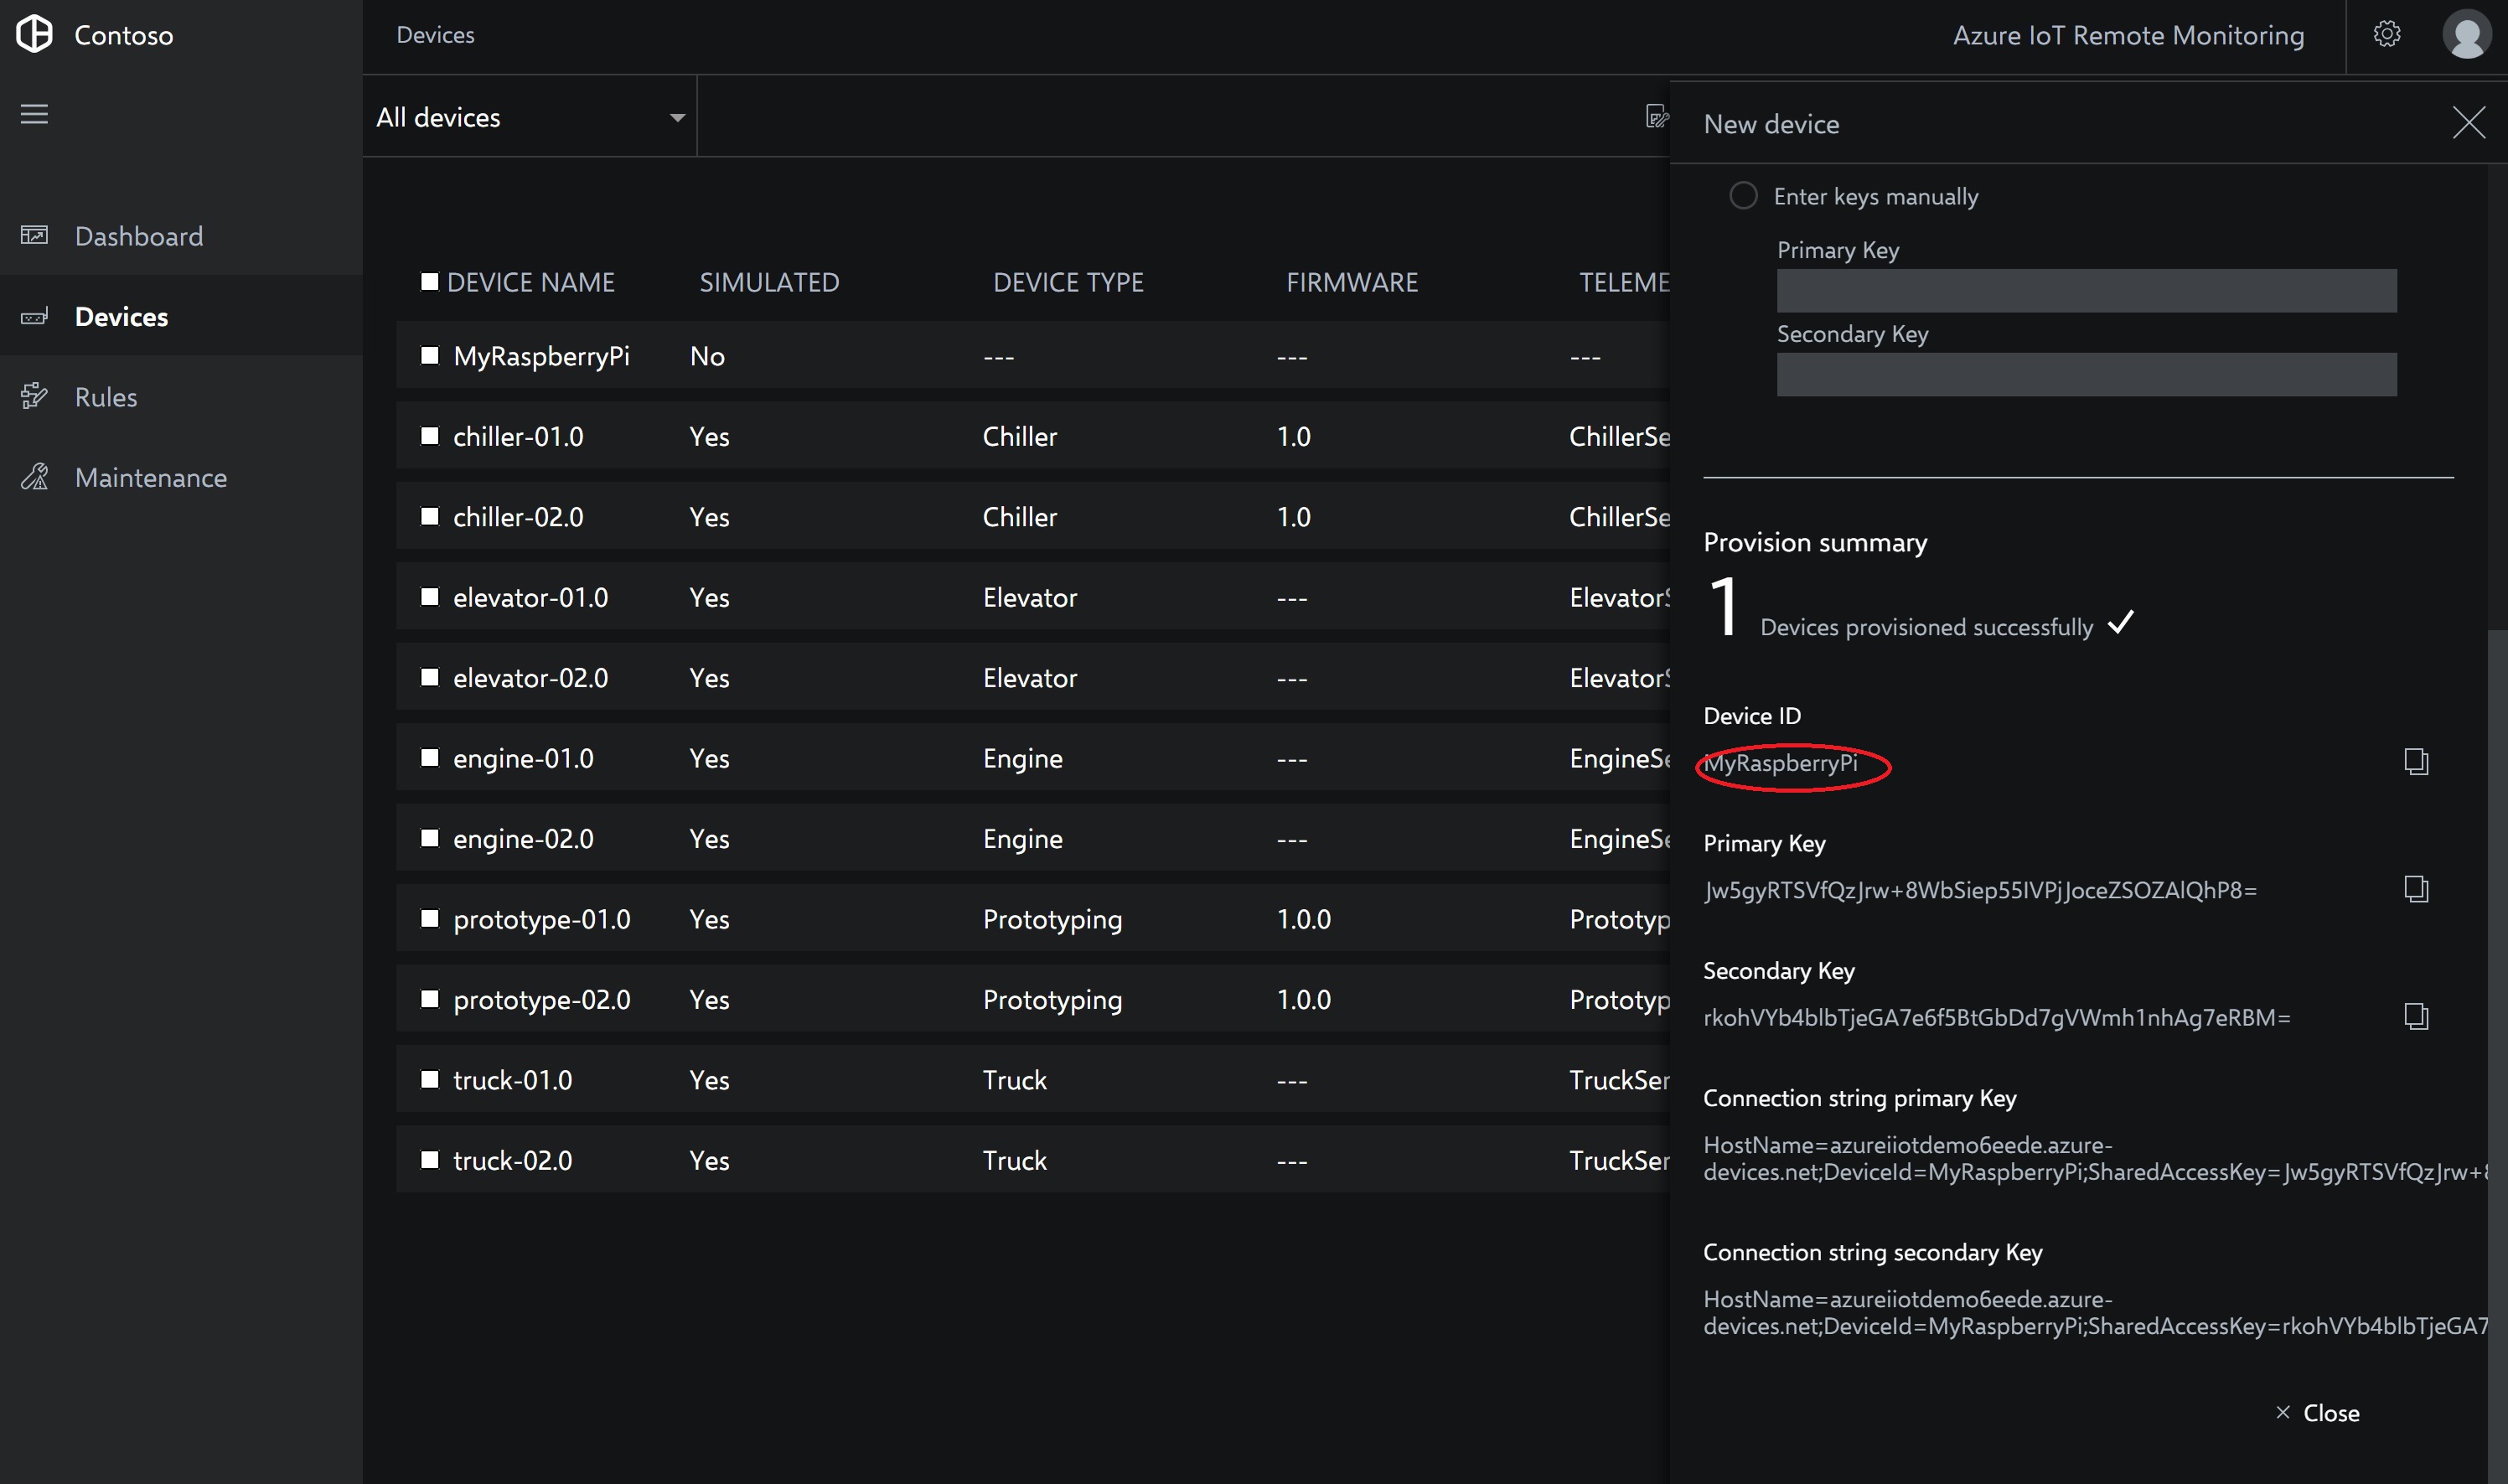 Contoso
Devices
Azure IoT Remote Monitoring
All devices
New device
Dashboard
Devices
Rules
Maintenance
DEVICE NAME SIMULATED DEVICE TYPE FIRMWARE TELEME
MyRaspberryPi No --- --- ---
chiller-01.0 Yes Chiller 1.0 ChillerSe
chiller-02.0 Yes Chiller 1.0 ChillerSe
elevator-01.0 Yes Elevator --- ElevatorS
elevator-02.0 Yes Elevator --- ElevatorS
engine-01.0 Yes Engine --- EngineSe
engine-02.0 Yes Engine --- EngineSe
prototype-01.0 Yes Prototyping 1.0.0 Prototyp
prototype-02.0 Yes Prototyping 1.0.0 Prototyp
truck-01.0 Yes Truck --- TruckSen
truck-02.0 Yes Truck --- TruckSen
Enter keys manually
Primary Key
Secondary Key
Provision summary
1 Devices provisioned successfully
Device ID
MyRaspberryPi
Primary Key
Jw5gyRTSVfQzJrw+8WbSiep55IVPjJoceZSOZAlQhP8=
Secondary Key
rkohVYb4blbTjeGA7e6f5BtGbDd7gVWmh1nhAg7eRBM=
Connection string primary Key
HostName=azureiiotdemo6eede.azure-
devices.net;DeviceId=MyRaspberryPi;SharedAccessKey=Jw5gyRTSVfQzJrw+8
Connection string secondary Key
HostName=azureiiotdemo6eede.azure-
devices.net;DeviceId=MyRaspberryPi;SharedAccessKey=rkohVYb4blbTjeGA7
Close